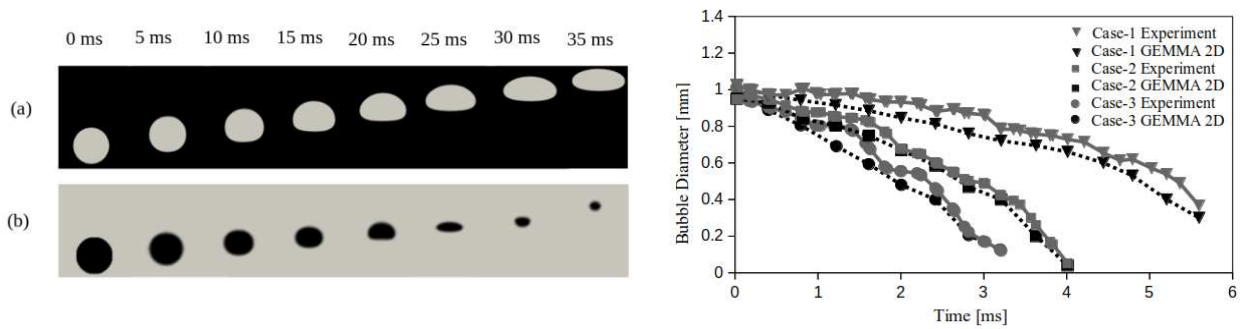 0 ms 5 ms 10 ms 15 ms 20 ms 25 ms 30 ms 35 ms
(a)
(b)
1.4
1.2
1
0.8
0.6
0.4
0.2
0
Bubble Diameter [mm]
Case-1 Experiment
Case-1 GEMMA 2D
Case-2 Experiment
Case-2 GEMMA 2D
Case-3 Experiment
Case-3 GEMMA 2D
0 1 2 3 4 5 6
Time [ms]